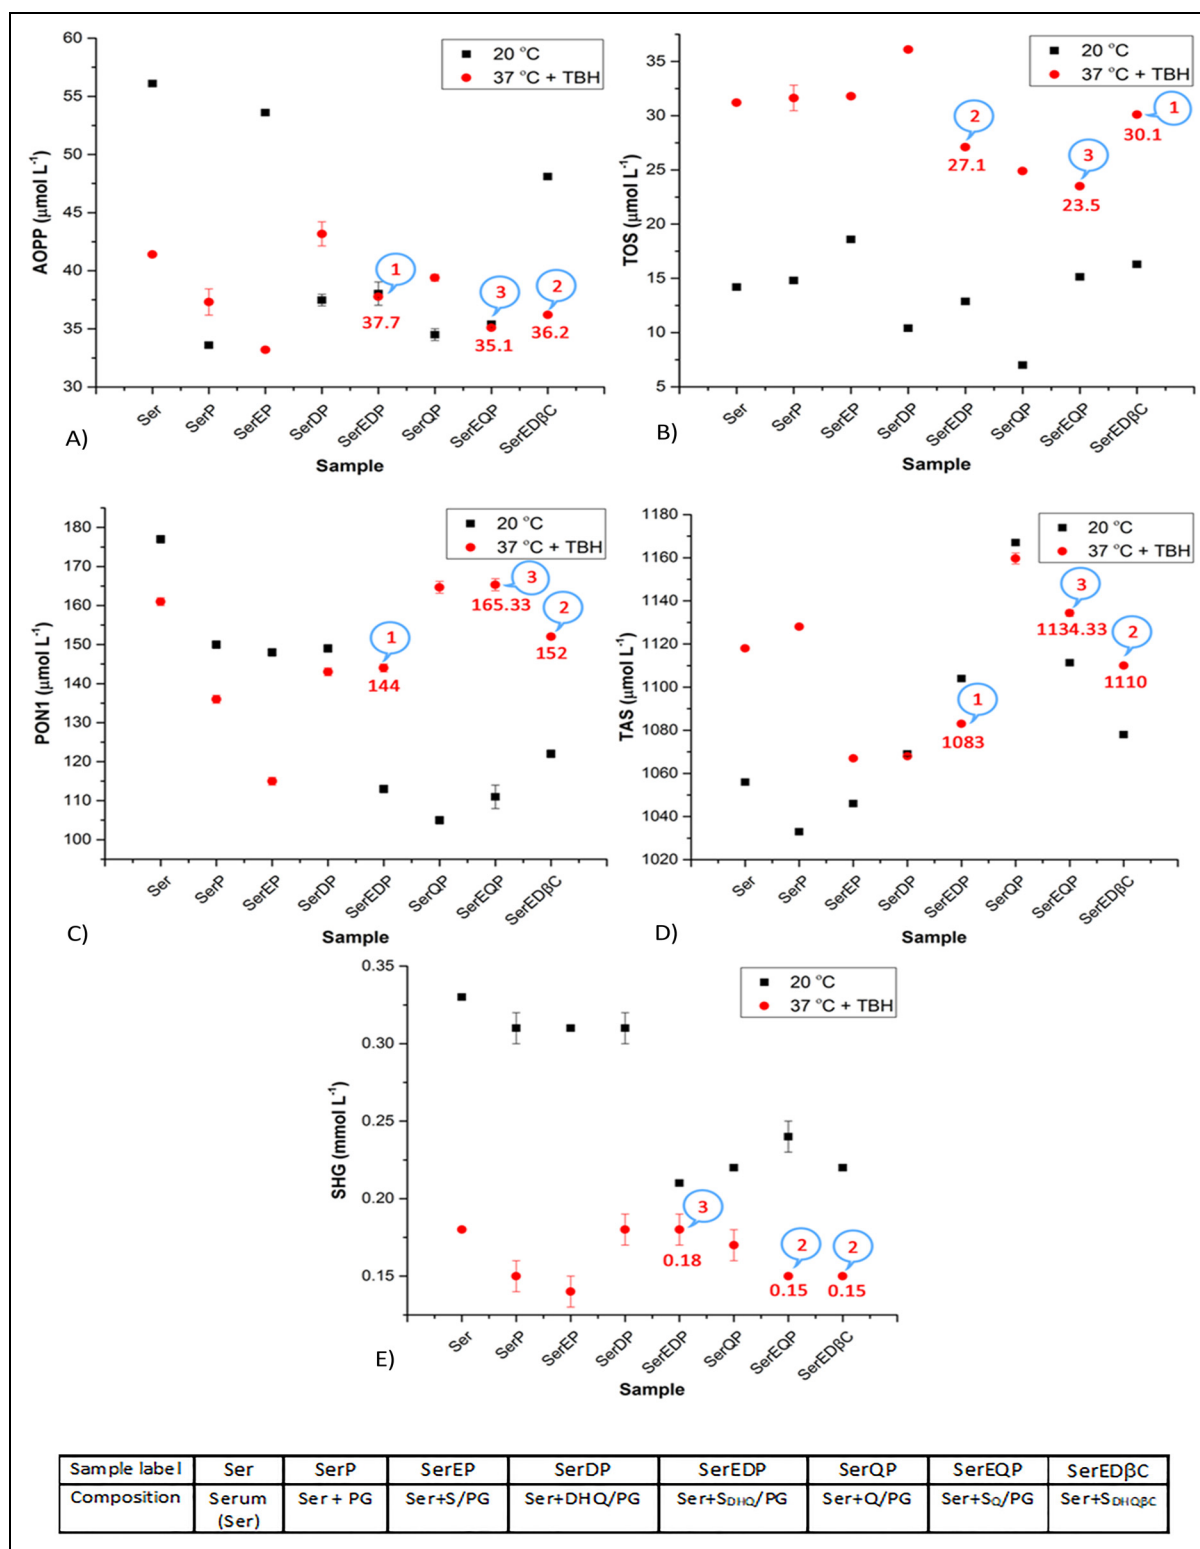 60
55
50
45
40
35
30
AOPP (μmol L⁻¹)
20 °C
37 °C + TBH
1
37.7
3
35.1
2
36.2
Ser
SerP
SerEP
SerDP
SerEDP
SerQP
SerEQP
SerEDβC
A)
Sample
35
30
25
20
15
10
5
TOS (μmol L⁻¹)
20 °C
37 °C + TBH
2
27.1
3
23.5
1
30.1
Ser
SerP
SerEP
SerDP
SerEDP
SerQP
SerEQP
SerEDβC
B)
Sample
180
170
160
150
140
130
120
110
100
PON1 (μmol L⁻¹)
20 °C
37 °C + TBH
1
144
3
165.33
2
152
Ser
SerP
SerEP
SerDP
SerEDP
SerQP
SerEQP
SerEDβC
C)
Sample
1180
1160
1140
1120
1100
1080
1060
1040
1020
TAS (μmol L⁻¹)
20 °C
37 °C + TBH
1
1083
3
1134.33
2
1110
Ser
SerP
SerEP
SerDP
SerEDP
SerQP
SerEQP
SerEDβC
D)
Sample
0.35
0.30
0.25
0.20
0.15
SHG (mmol L⁻¹)
20 °C
37 °C + TBH
3
0.18
2
0.15
2
0.15
Ser
SerP
SerEP
SerDP
SerEDP
SerQP
SerEQP
SerEDβC
E)
Sample
Sample label Ser SerP SerEP SerDP SerEDP SerQP SerEQP SerEDβC
Composition Serum Ser + PG Ser+S/PG Ser+DHQ/PG Ser+S_DHQ/PG Ser+Q/PG Ser+S_Q/PG Ser+S_DHQβC
(Ser)